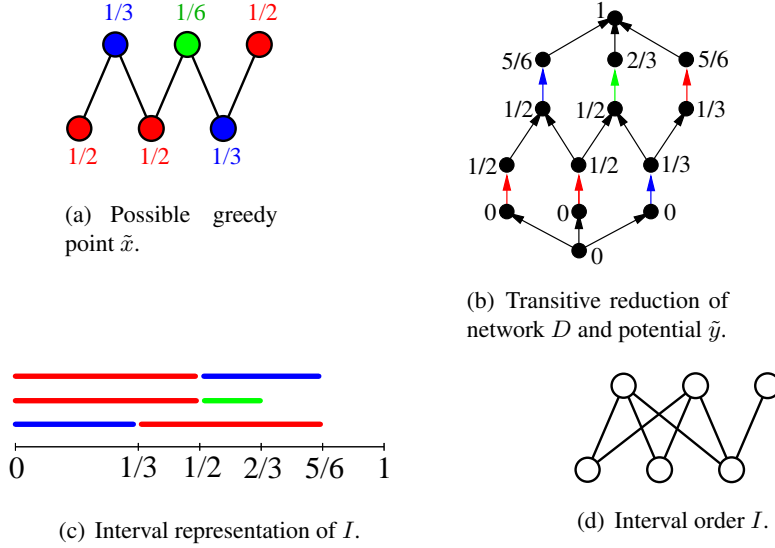 1/3 1/6 1/2
1/2 1/2 1/3
(a) Possible greedy
point x̃.
1
5/6 2/3 5/6
1/2 1/2 1/3
1/2 1/2 1/3
0 0 0
0
(b) Transitive reduction of
network D and potential ỹ.
0 1/3 1/2 2/3 5/6 1
(c) Interval representation of I.
(d) Interval order I.